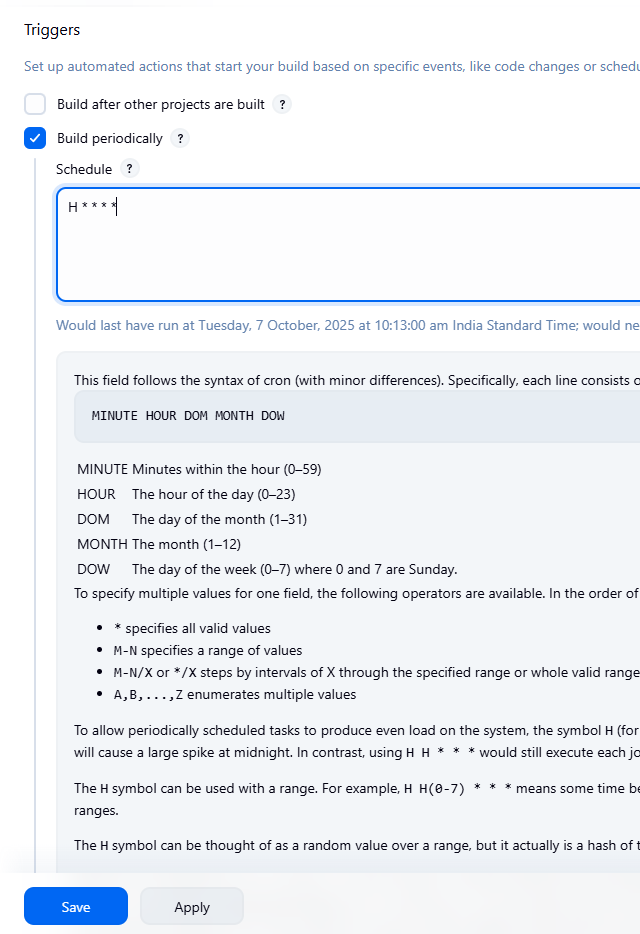 Triggers
Set up automated actions that start your build based on specific events, like code changes or schedu
Build after other projects are built ?
Build periodically ?
Schedule ?
H * * * *
Would last have run at Tuesday, 7 October, 2025 at 10:13:00 am India Standard Time; would ne
This field follows the syntax of cron (with minor differences). Specifically, each line consists o
MINUTE HOUR DOM MONTH DOW
MINUTE Minutes within the hour (0–59)
HOUR The hour of the day (0–23)
DOM The day of the month (1–31)
MONTH The month (1–12)
DOW The day of the week (0–7) where 0 and 7 are Sunday.
To specify multiple values for one field, the following operators are available. In the order of
• * specifies all valid values
• M-N specifies a range of values
• M-N/X or */X steps by intervals of X through the specified range or whole valid range
• A,B,...,Z enumerates multiple values
To allow periodically scheduled tasks to produce even load on the system, the symbol H (for
will cause a large spike at midnight. In contrast, using H H * * * would still execute each jo
The H symbol can be used with a range. For example, H H(0-7) * * * means some time be
ranges.
The H symbol can be thought of as a random value over a range, but it actually is a hash of t
Save Apply